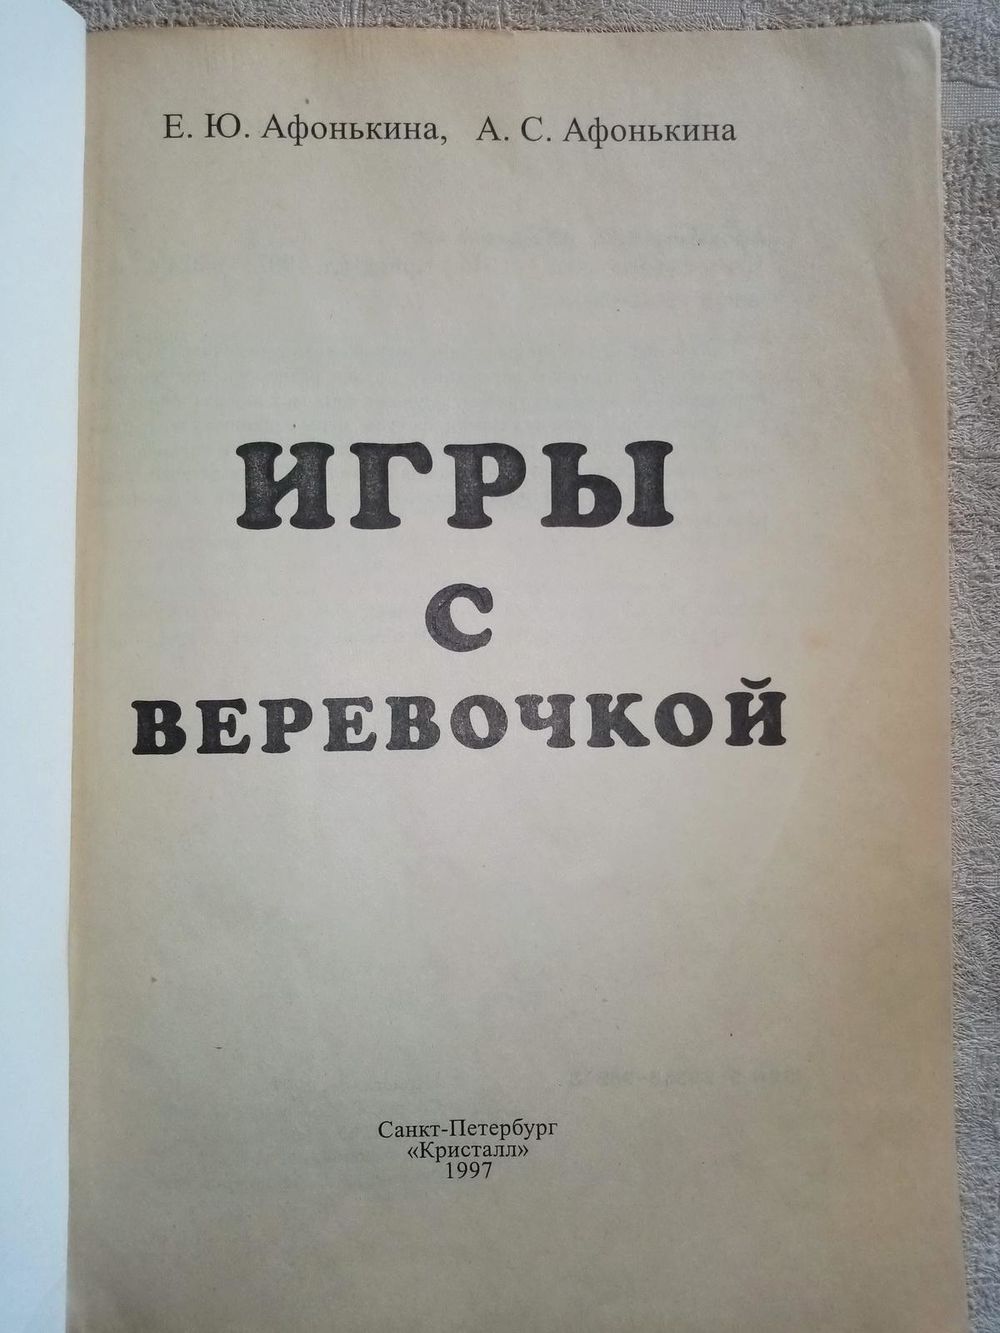 Е. Ю. Афонькина, А. С. Афонькина
ИГРЫ
С
ВЕРЕВОЧКОЙ
Санкт-Петербург
«Кристалл»
1997